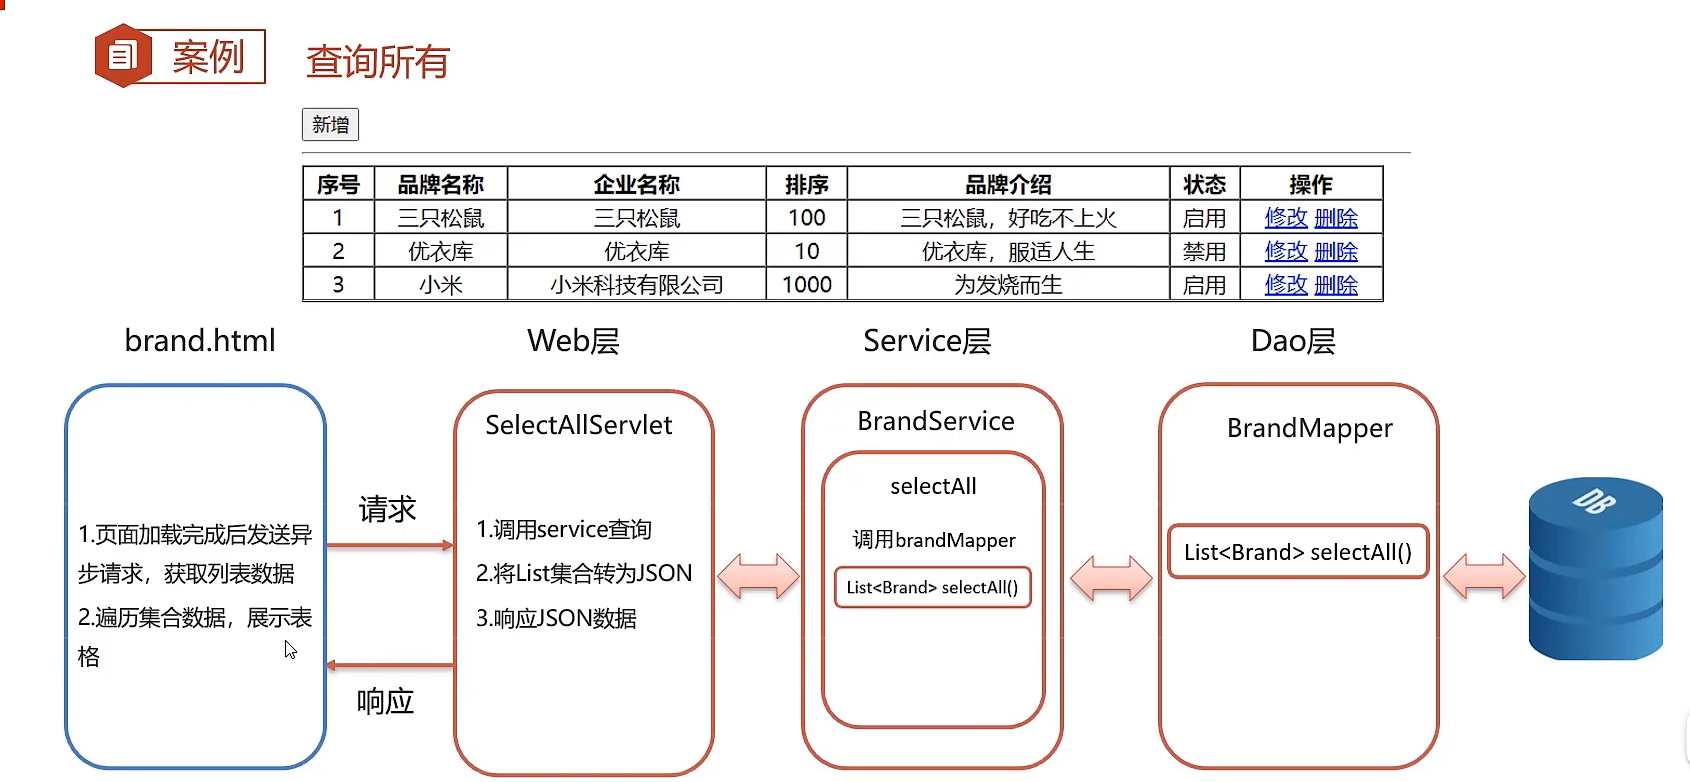 案例
查询所有
新增
序号 品牌名称 企业名称 排序 品牌介绍 状态 操作
1 三只松鼠 三只松鼠 100 三只松鼠，好吃不上火 启用 修改 删除
2 优衣库 优衣库 10 优衣库，服适人生 禁用 修改 删除
3 小米 小米科技有限公司 1000 为发烧而生 启用 修改 删除
brand.html
Web层
Service层
Dao层
1.页面加载完成后发送异
步请求，获取列表数据
2.遍历集合数据，展示表
格
请求
响应
SelectAllServlet
1.调用service查询
2.将List集合转为JSON
3.响应JSON数据
BrandService
selectAll
调用brandMapper
List<Brand> selectAll()
BrandMapper
List<Brand> selectAll()
DB